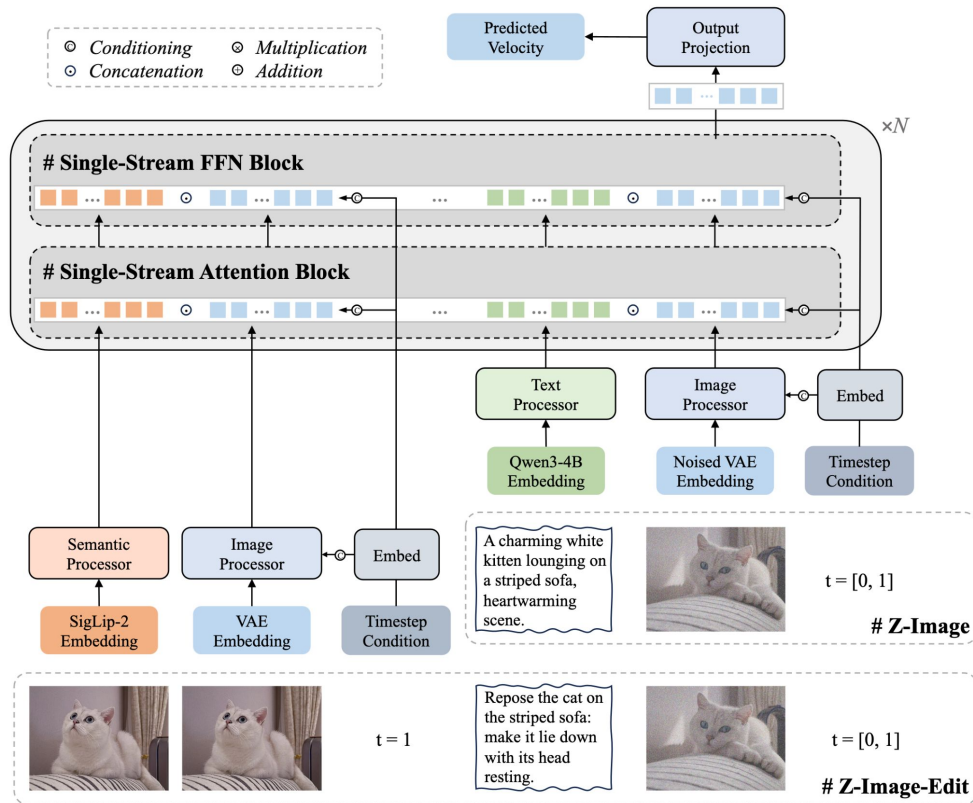 Predicted
Velocity
Output
Projection
© Conditioning ⊗ Multiplication
⊙ Concatenation ⊕ Addition
×N
# Single-Stream FFN Block
... ⊙ ... © ... ... ⊙ ... ©
# Single-Stream Attention Block
... ⊙ ... © ... ... ⊙ ... ©
Text
Processor
Image
Processor
©
Embed
Qwen3-4B
Embedding
Noised VAE
Embedding
Timestep
Condition
Semantic
Processor
Image
Processor
©
Embed
SigLip-2
Embedding
VAE
Embedding
Timestep
Condition
A charming white
kitten lounging on
a striped sofa,
heartwarming
scene.
t = [0, 1]
# Z-Image
t = 1
Repose the cat on
the striped sofa:
make it lie down
with its head
resting.
t = [0, 1]
# Z-Image-Edit